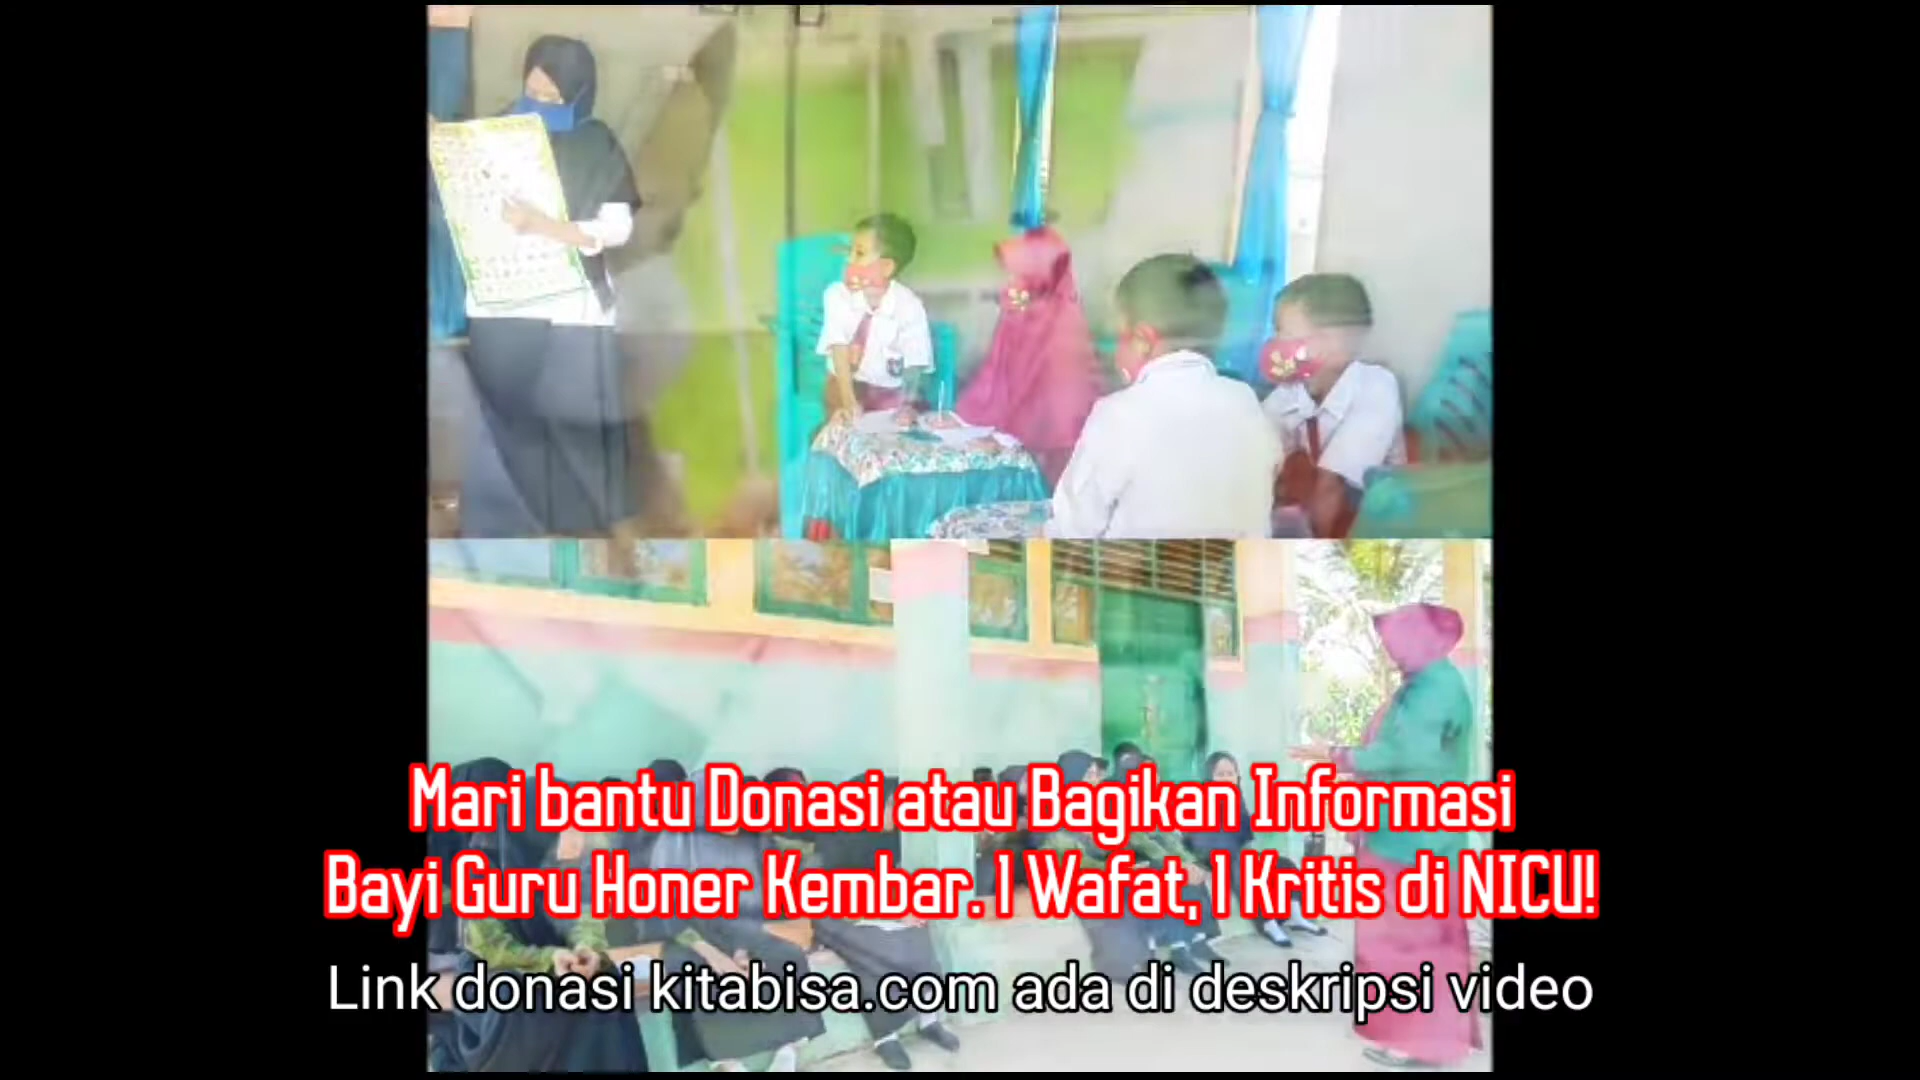 Mari bantu Donasi atau Bagikan Informasi
Bayi Guru Honer Kembar. 1 Wafat, 1 Kritis di NICU!
Link donasi kitabisa.com ada di deskripsi video